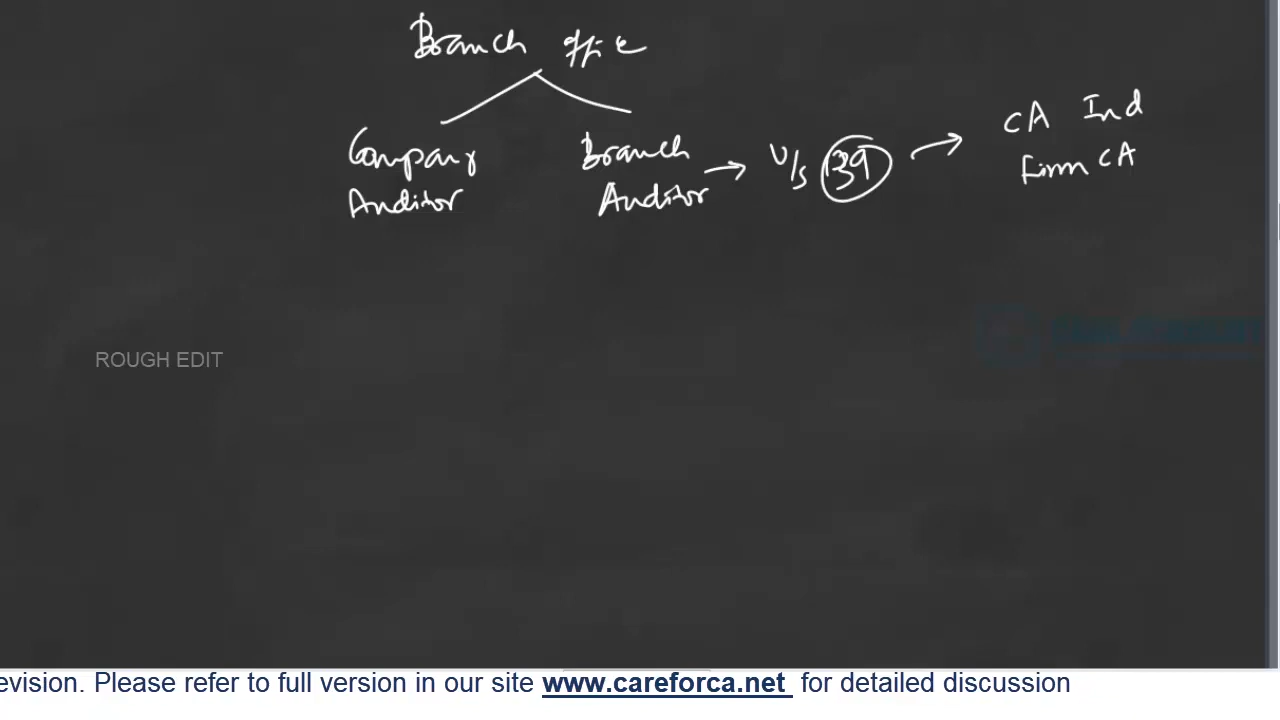 Branch office
Company Auditor
Branch Auditor
U/S 139
CA Ind
Firm CA
ROUGH EDIT
evision. Please refer to full version in our site www.careforca.net for detailed discussion